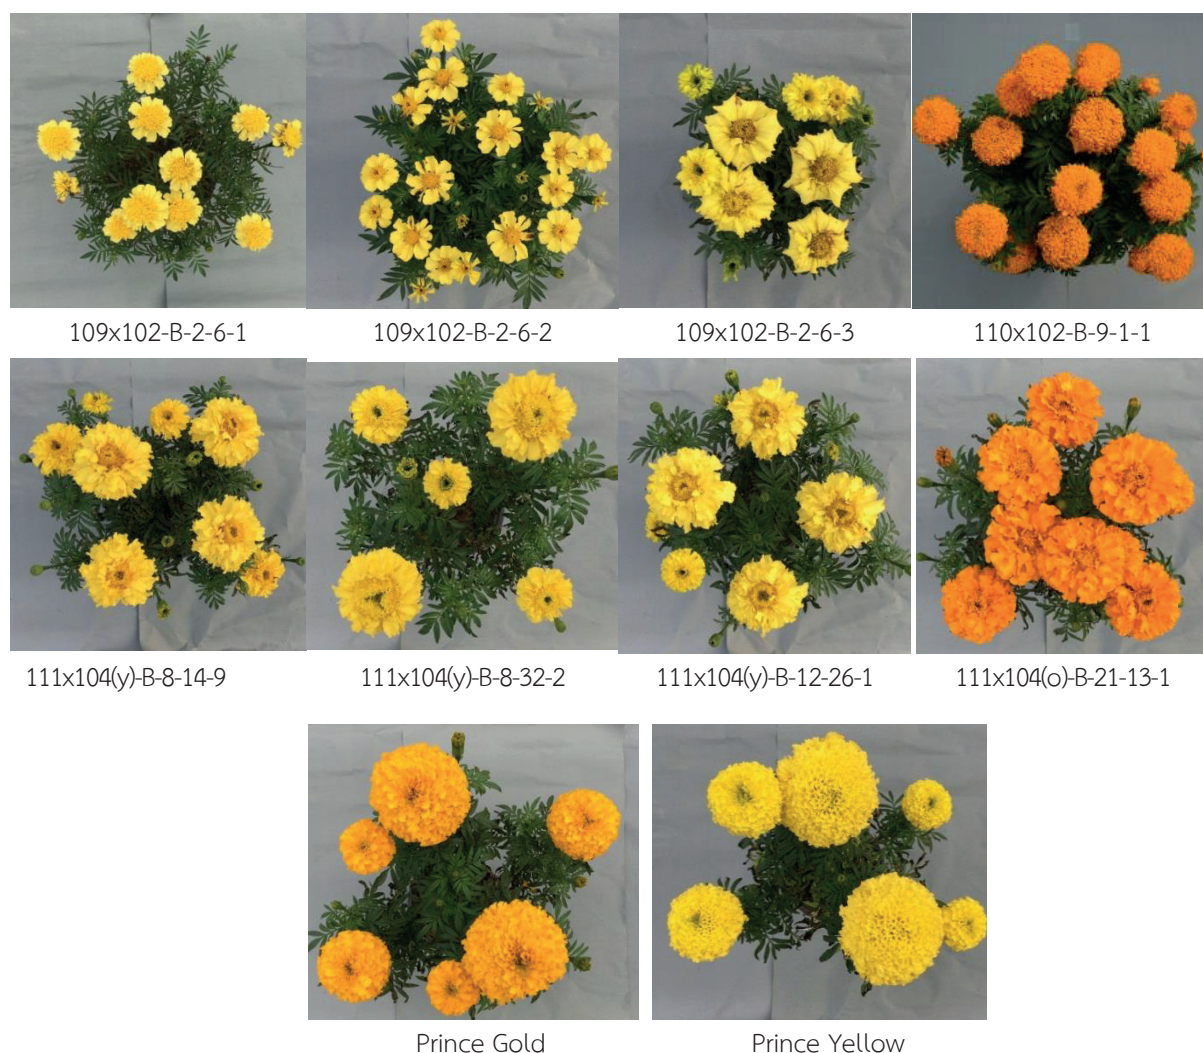 109x102-B-2-6-1
109x102-B-2-6-2
109x102-B-2-6-3
110x102-B-9-1-1
111x104(y)-B-8-14-9
111x104(y)-B-8-32-2
111x104(y)-B-12-26-1
111x104(o)-B-21-13-1
Prince Gold
Prince Yellow